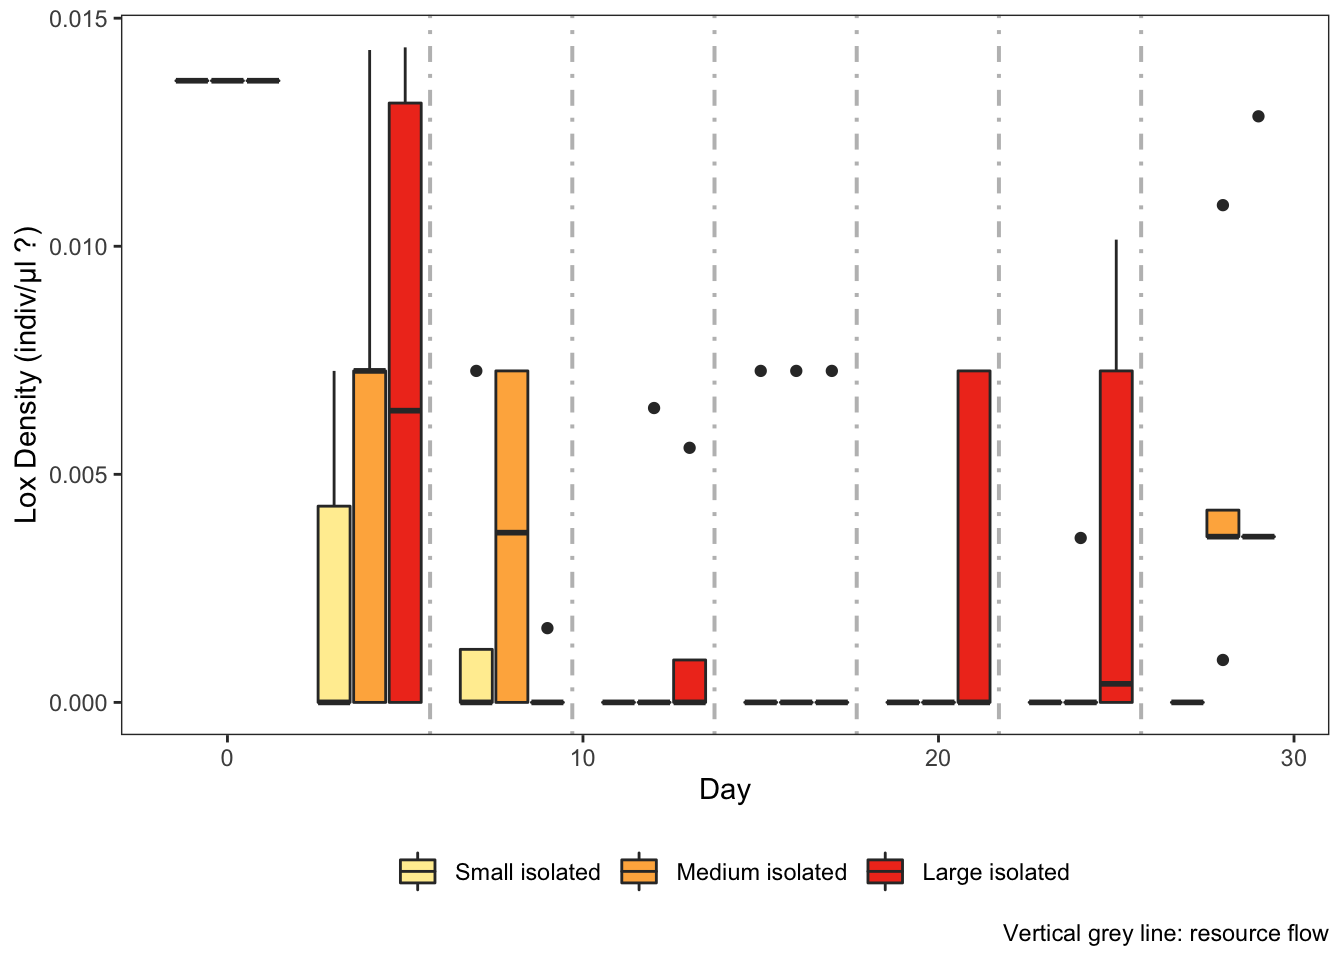 Lox Density (indiv/µl ?)
0.015
0.010
0.005
0.000
0 10 20 30
Day
Small isolated Medium isolated Large isolated
Vertical grey line: resource flow